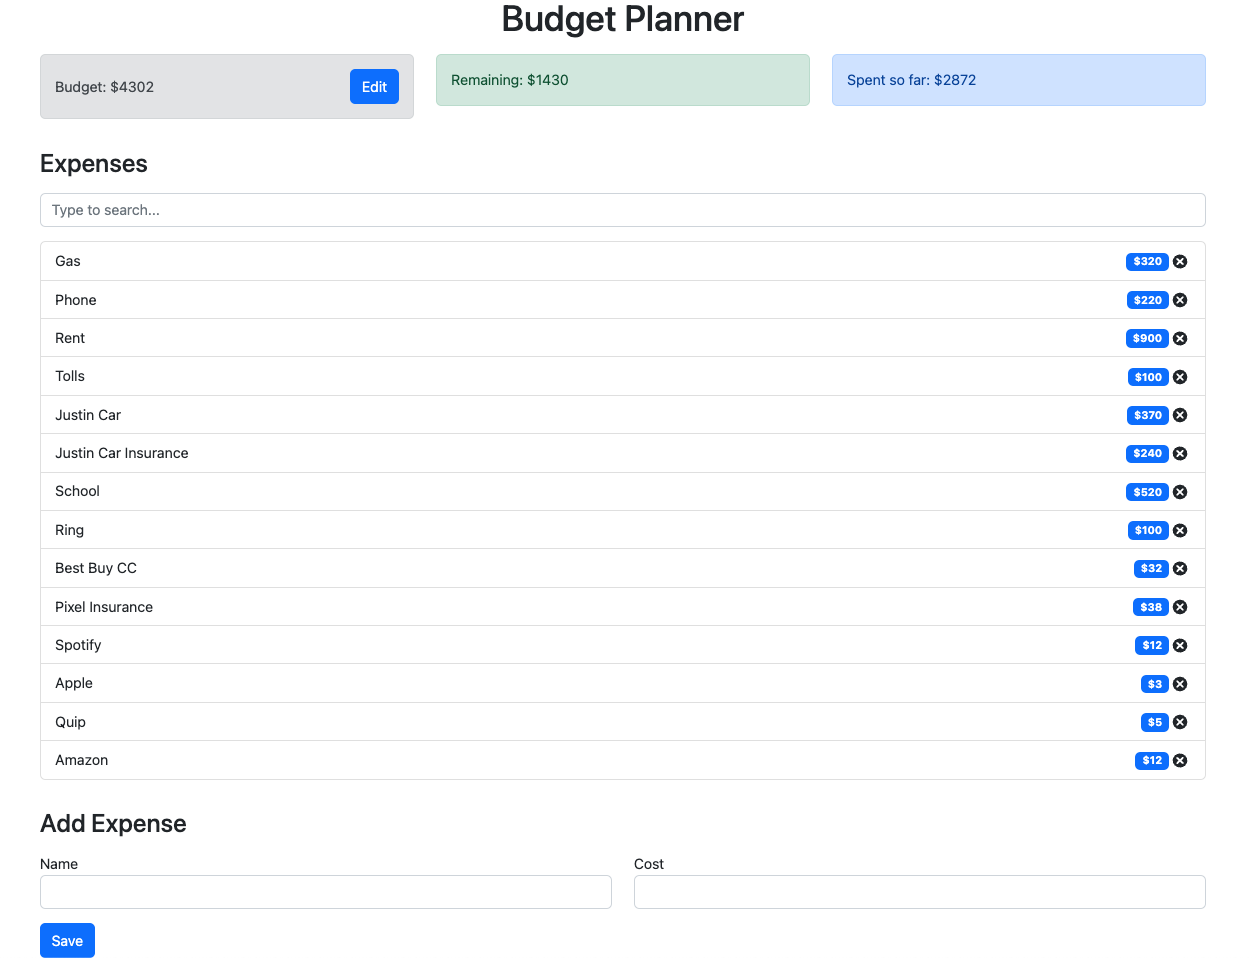 Budget Planner
Budget: $4302
Edit
Remaining: $1430
Spent so far: $2872
Expenses
Type to search...
Gas $320
Phone $220
Rent $900
Tolls $100
Justin Car $370
Justin Car Insurance $240
School $520
Ring $100
Best Buy CC $32
Pixel Insurance $38
Spotify $12
Apple $3
Quip $5
Amazon $12
Add Expense
Name Cost
Save